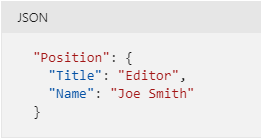 JSON
"Position": {
"Title": "Editor",
"Name": "Joe Smith"
}